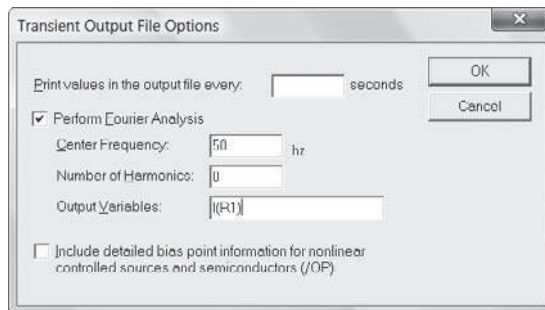 Transient Output File Options
Print values in the output file every: seconds
OK
Cancel
Perform Fourier Analysis
Center Frequency: 50 hz
Number of Harmonics: 0
Output Variables: I(R1)
Include detailed bias point information for nonlinear
controlled sources and semiconductors (/OP)